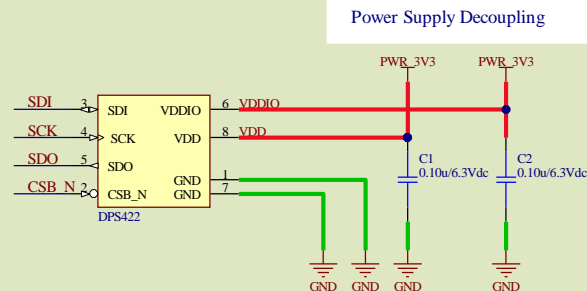 Power Supply Decoupling
PWR_3V3 PWR_3V3
SDI 3 SDI VDDIO 6 VDDIO
SCK 4 SCK VDD 8 VDD
SDO 5 SDO
GND 1
CSB_N 2 CSB_N GND 7
DPS422
C1 C2
0.10u/6.3Vdc 0.10u/6.3Vdc
GND GND GND GND